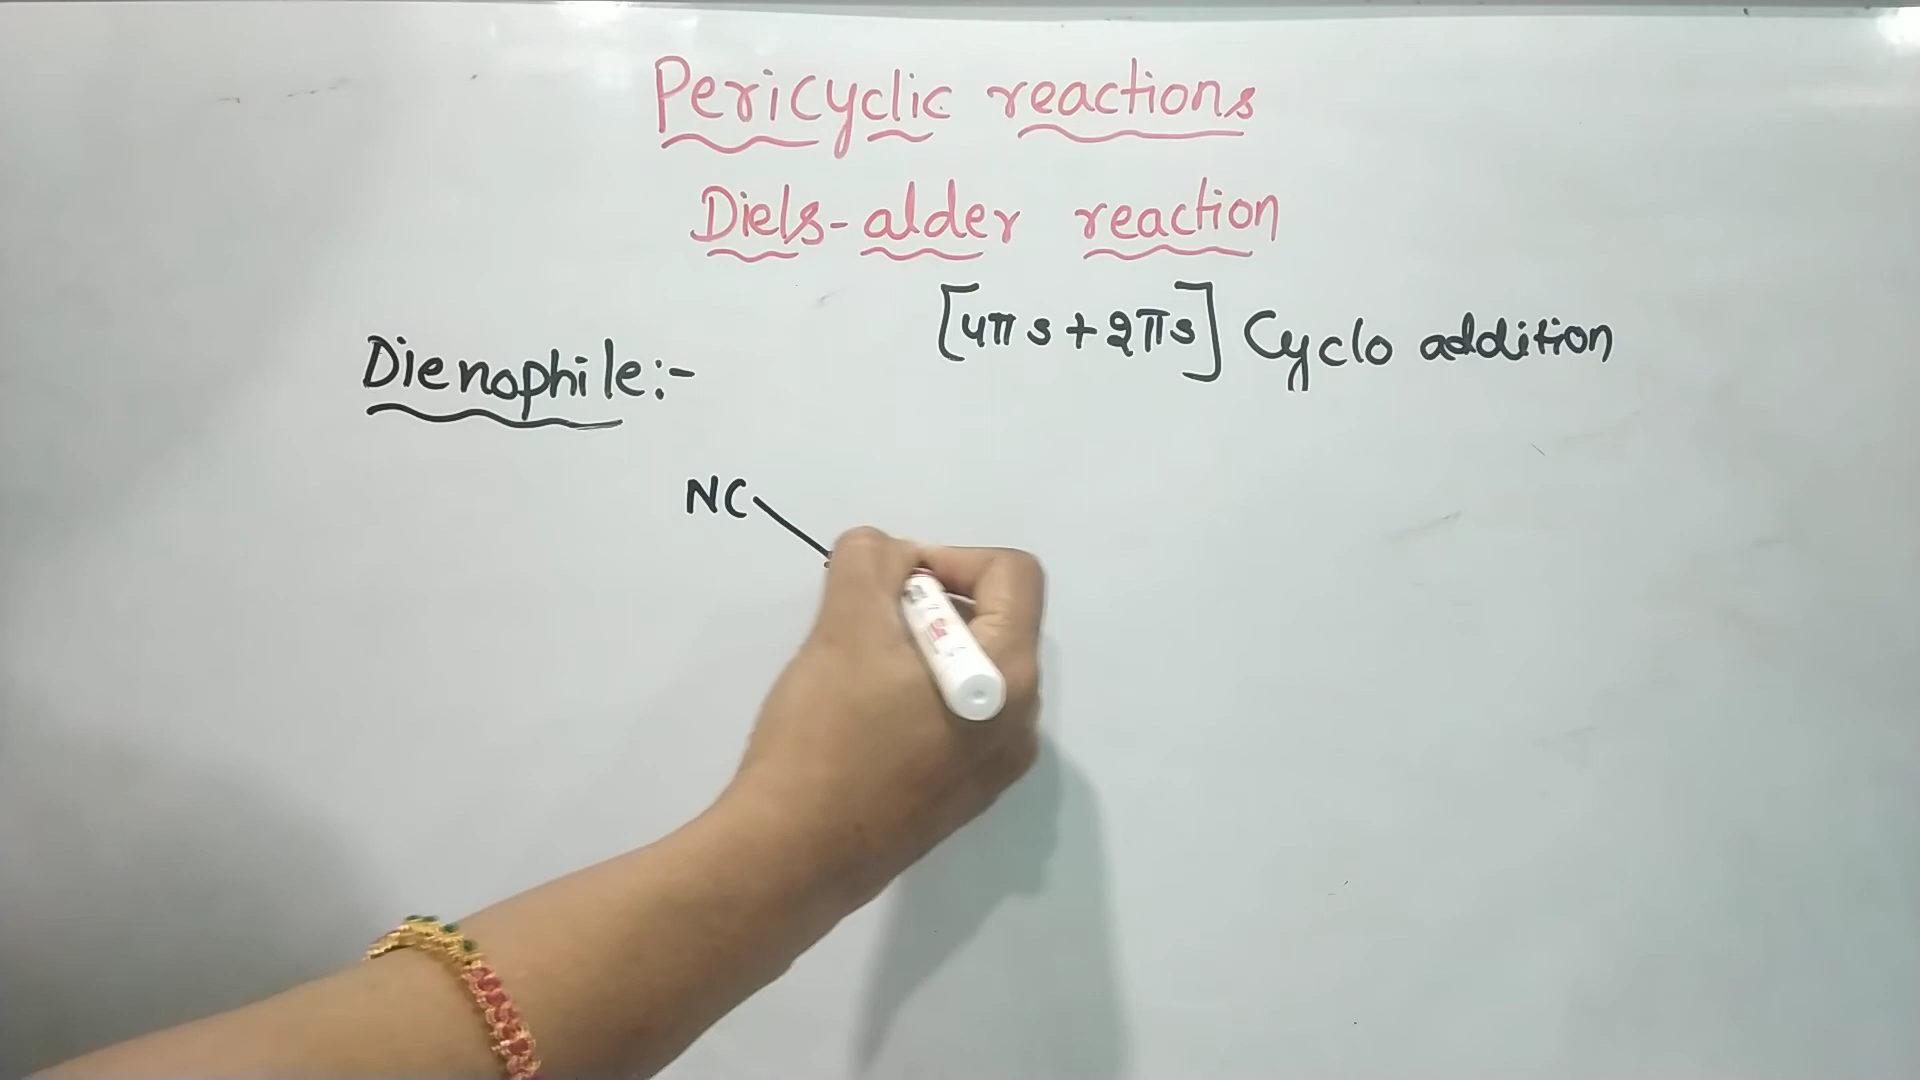 Pericyclic reactions
Diels-alder reaction
[4πs+2πs] Cyclo addition
Dienophile:-
NC